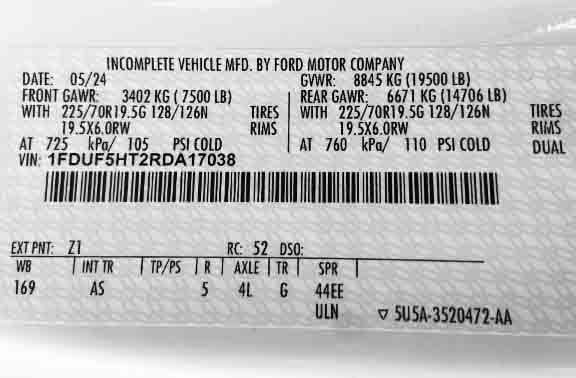 INCOMPLETE VEHICLE MFD. BY FORD MOTOR COMPANY
DATE: 05/24 GVWR: 8845 KG (19500 LB)
FRONT GAWR: 3402 KG ( 7500 LB) REAR GAWR: 6671 KG (14706 LB)
WITH 225/70R19.5G 128/126N TIRES WITH 225/70R19.5G 128/126N TIRES
19.5X6.0RW RIMS 19.5X6.0RW RIMS
AT 725 kPa/ 105 PSI COLD AT 760 kPa/ 110 PSI COLD DUAL
VIN: 1FDUF5HT2RDA17038
EXT PNT: Z1 RC: 52 DSO:
WB INT TR TP/PS R AXLE TR SPR
169 AS 5 4L G 44EE
ULN ▽ 5U5A-3520472-AA